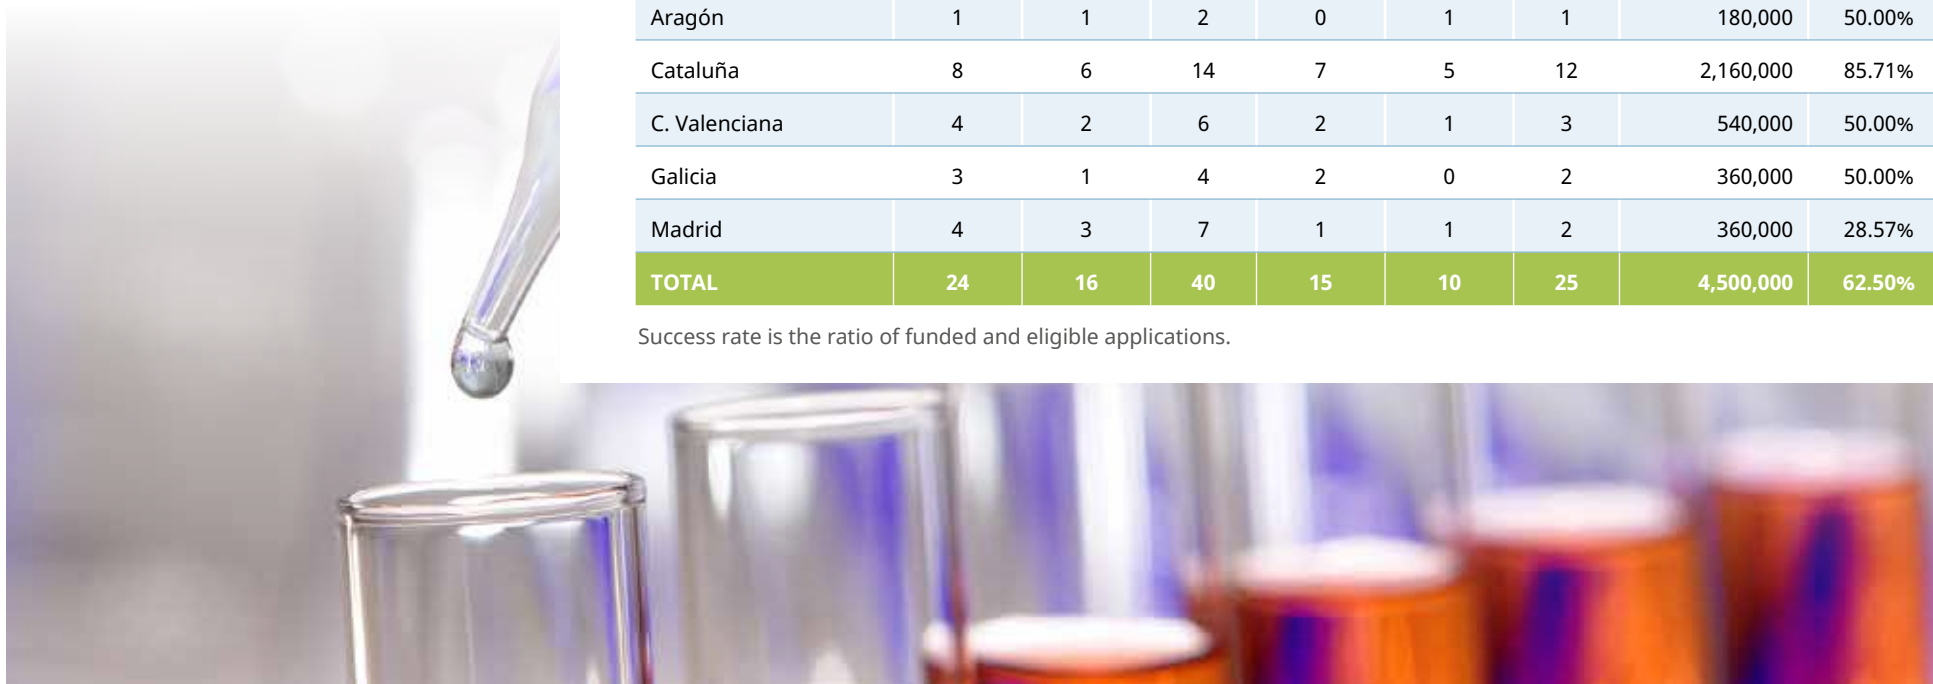 Aragón 1 1 2 0 1 1 180,000 50.00%
Cataluña 8 6 14 7 5 12 2,160,000 85.71%
C. Valenciana 4 2 6 2 1 3 540,000 50.00%
Galicia 3 1 4 2 0 2 360,000 50.00%
Madrid 4 3 7 1 1 2 360,000 28.57%
TOTAL 24 16 40 15 10 25 4,500,000 62.50%
Success rate is the ratio of funded and eligible applications.